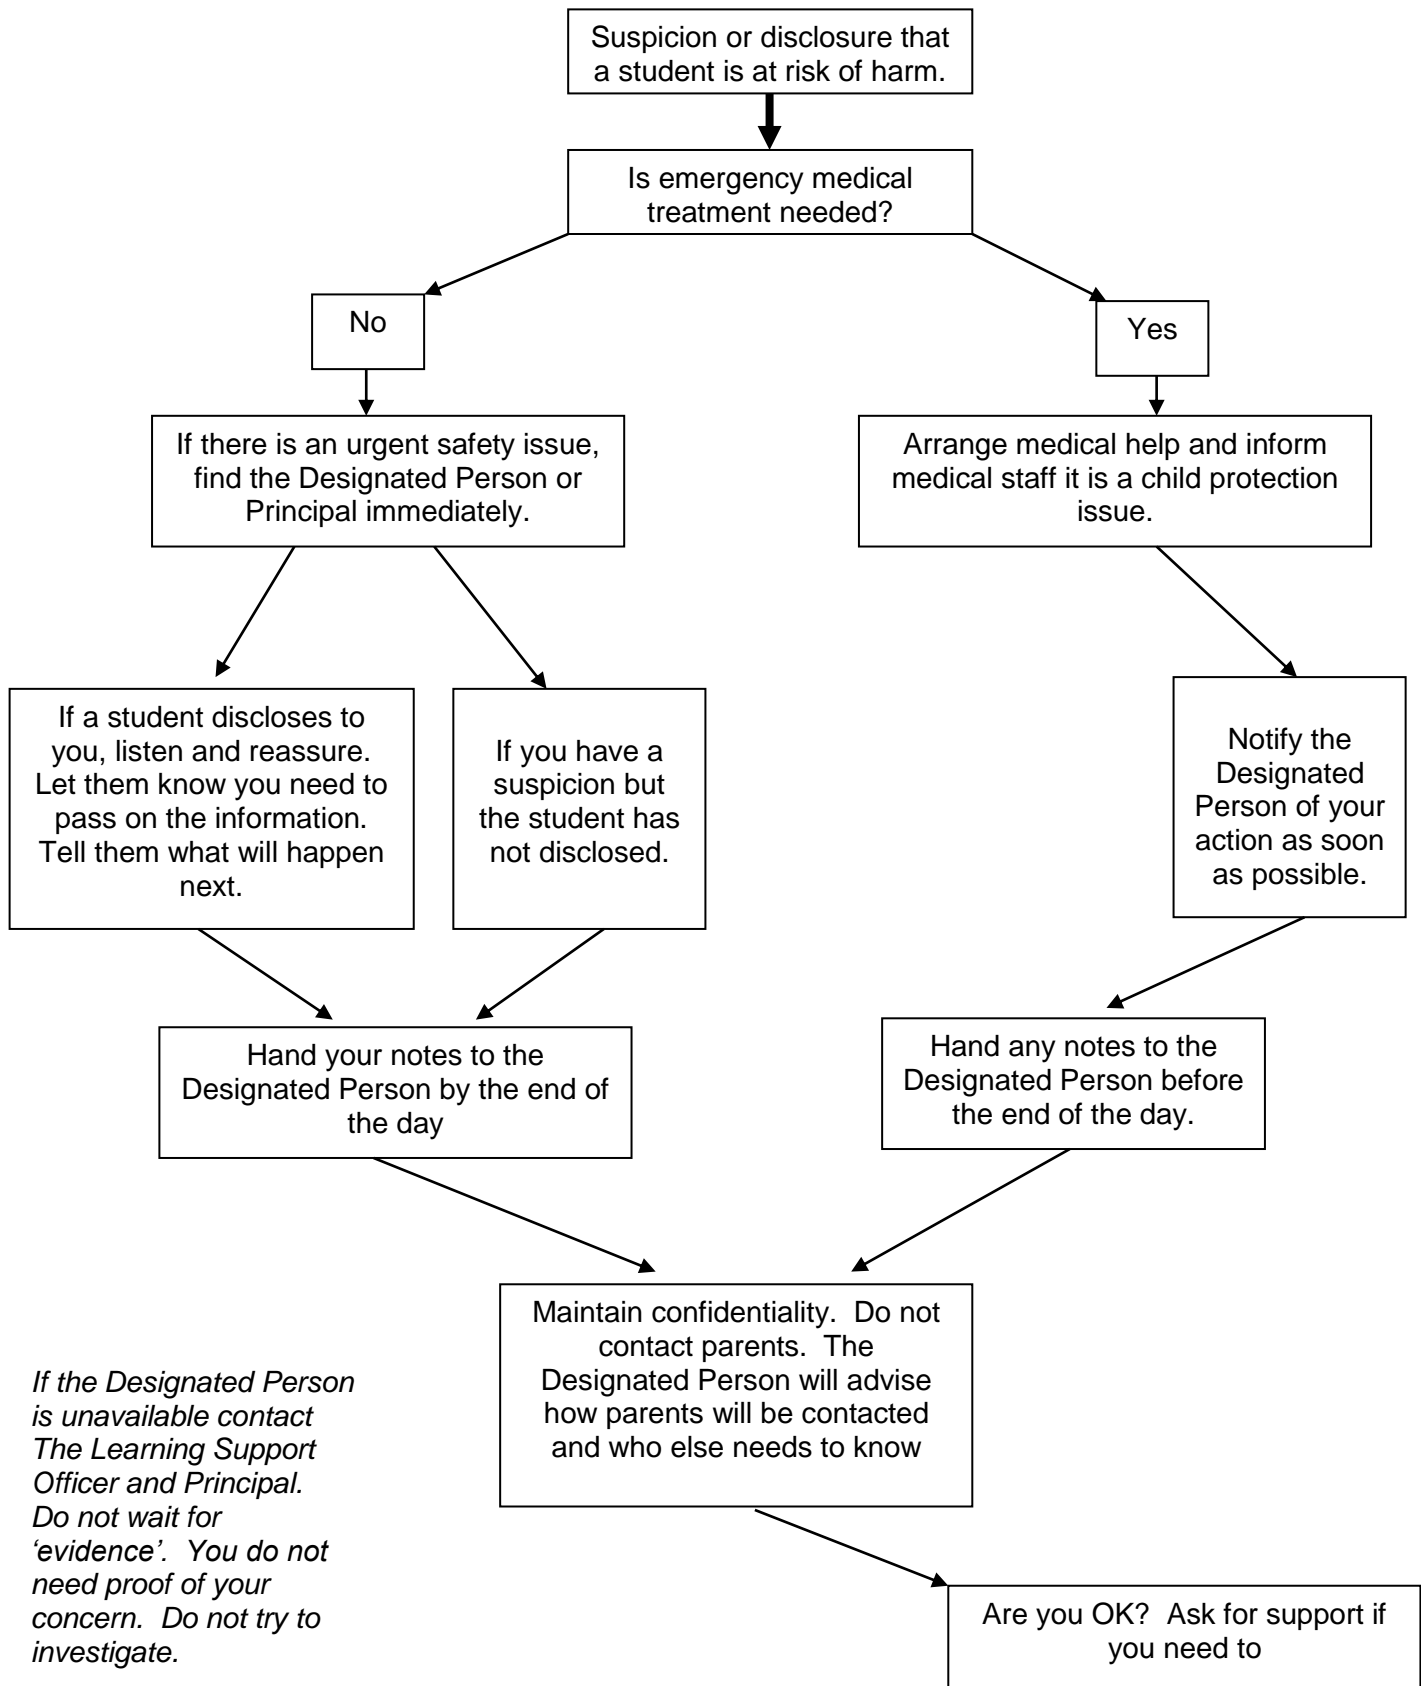 Suspicion or disclosure that
a student is at risk of harm.
Is emergency medical
treatment needed?
No
Yes
If there is an urgent safety issue,
find the Designated Person or
Principal immediately.
Arrange medical help and inform
medical staff it is a child protection
issue.
If a student discloses to
you, listen and reassure.
Let them know you need to
pass on the information.
Tell them what will happen
next.
If you have a
suspicion but
the student has
not disclosed.
Notify the
Designated
Person of your
action as soon
as possible.
Hand your notes to the
Designated Person by the end of
the day
Hand any notes to the
Designated Person before
the end of the day.
Maintain confidentiality.  Do not
contact parents.  The
Designated Person will advise
how parents will be contacted
and who else needs to know
If the Designated Person
is unavailable contact
The Learning Support
Officer and Principal.
Do not wait for
‘evidence’.  You do not
need proof of your
concern.  Do not try to
investigate.
Are you OK?  Ask for support if
you need to